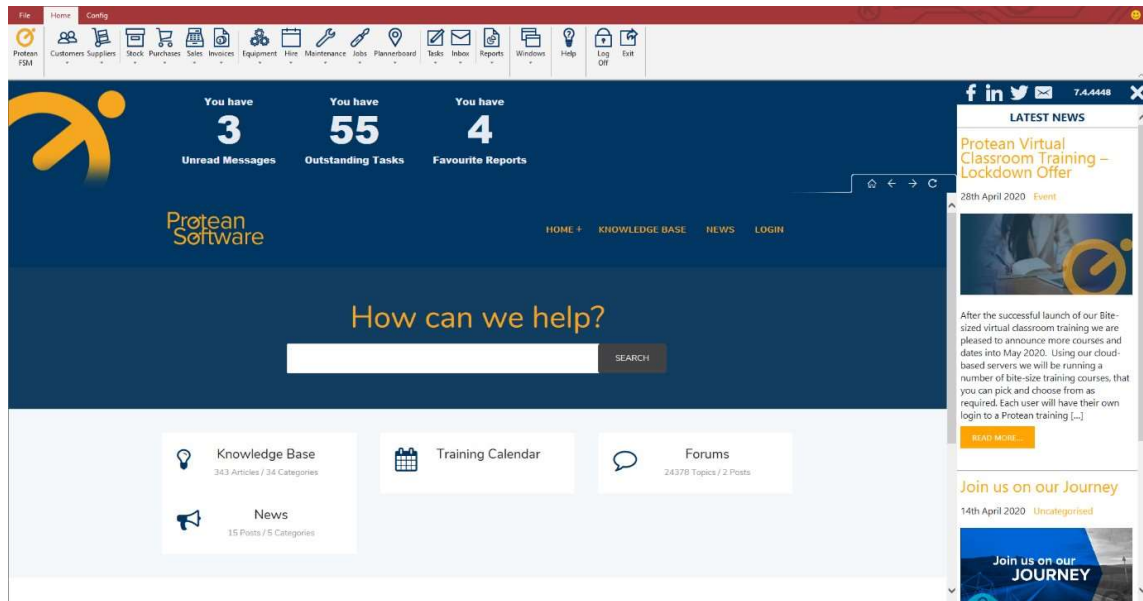 File Home Config
Protean FSM
Customers Suppliers Stock Purchases Sales Invoices Equipment Hire Maintenance Jobs Plannerboard Tasks Inbox Reports Windows Help Log Off Exit
You have
3
Unread Messages
You have
55
Outstanding Tasks
You have
4
Favourite Reports
Protean
Software
HOME + KNOWLEDGE BASE NEWS LOGIN
How can we help?
SEARCH
Knowledge Base
343 Articles / 34 Categories
Training Calendar
Forums
24378 Topics / 2 Posts
News
15 Posts / 5 Categories
7.4.4448
LATEST NEWS
Protean Virtual
Classroom Training –
Lockdown Offer
28th April 2020 Event
After the successful launch of our Bite-
sized virtual classroom training we are
pleased to announce more courses and
dates into May 2020. Using our cloud-
based servers we will be running a
number of bite-size training courses, that
you can pick and choose from as
required. Each user will have their own
login to a Protean training [...]
READ MORE...
Join us on our Journey
14th April 2020 Uncategorised
Join us on our
JOURNEY